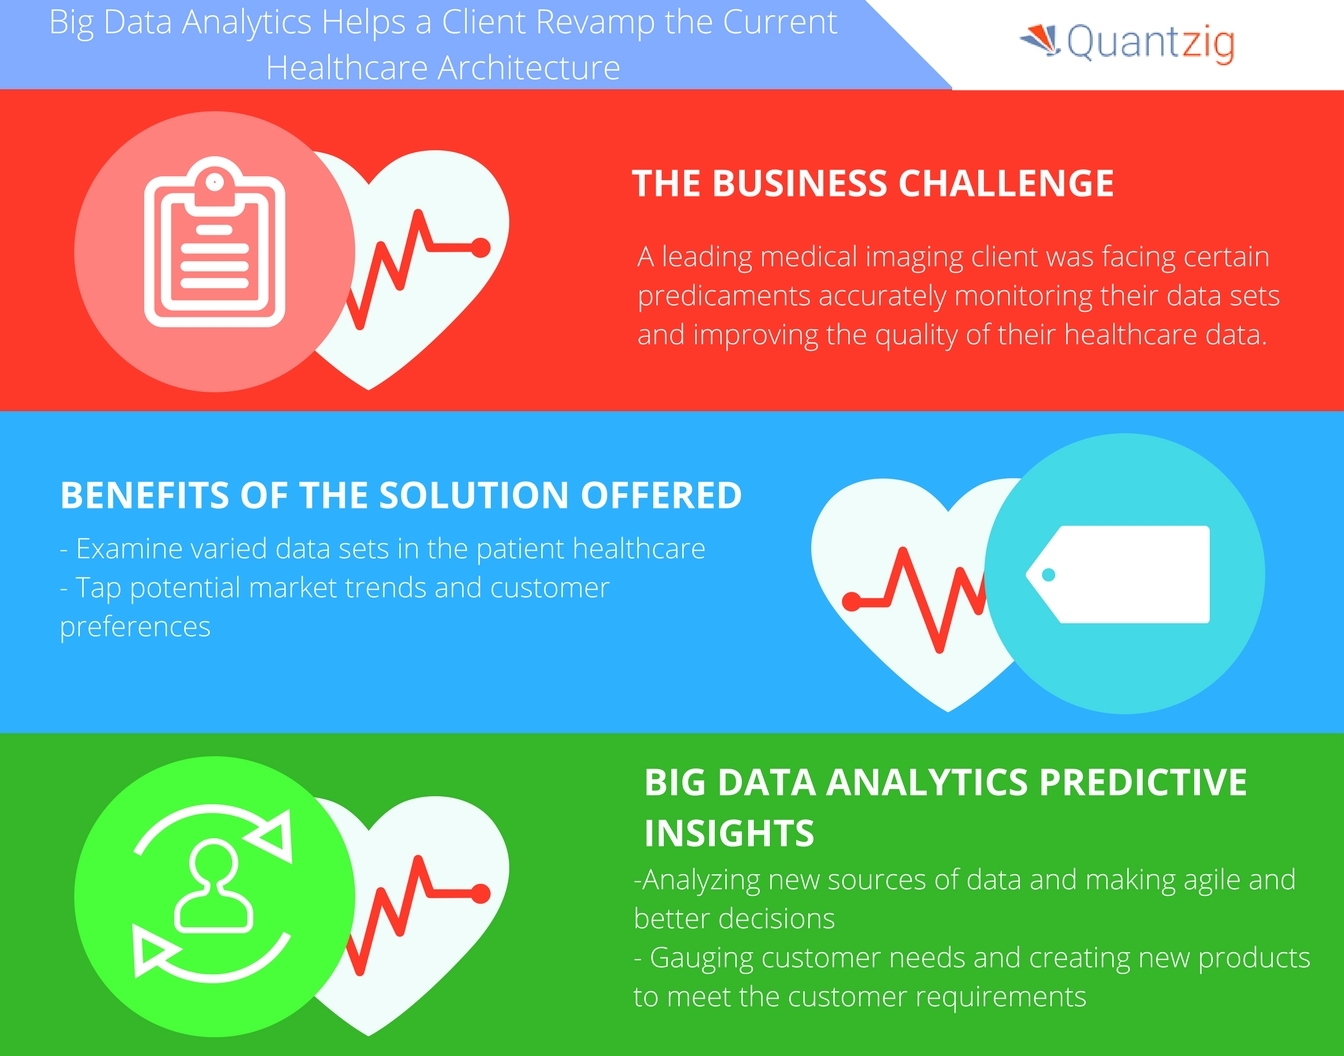 Big Data Analytics Helps a Client Revamp the Current
Healthcare Architecture
Quantzig
THE BUSINESS CHALLENGE
A leading medical imaging client was facing certain
predicaments accurately monitoring their data sets
and improving the quality of their healthcare data.
BENEFITS OF THE SOLUTION OFFERED
- Examine varied data sets in the patient healthcare
- Tap potential market trends and customer
preferences
BIG DATA ANALYTICS PREDICTIVE
INSIGHTS
-Analyzing new sources of data and making agile and
better decisions
- Gauging customer needs and creating new products
to meet the customer requirements